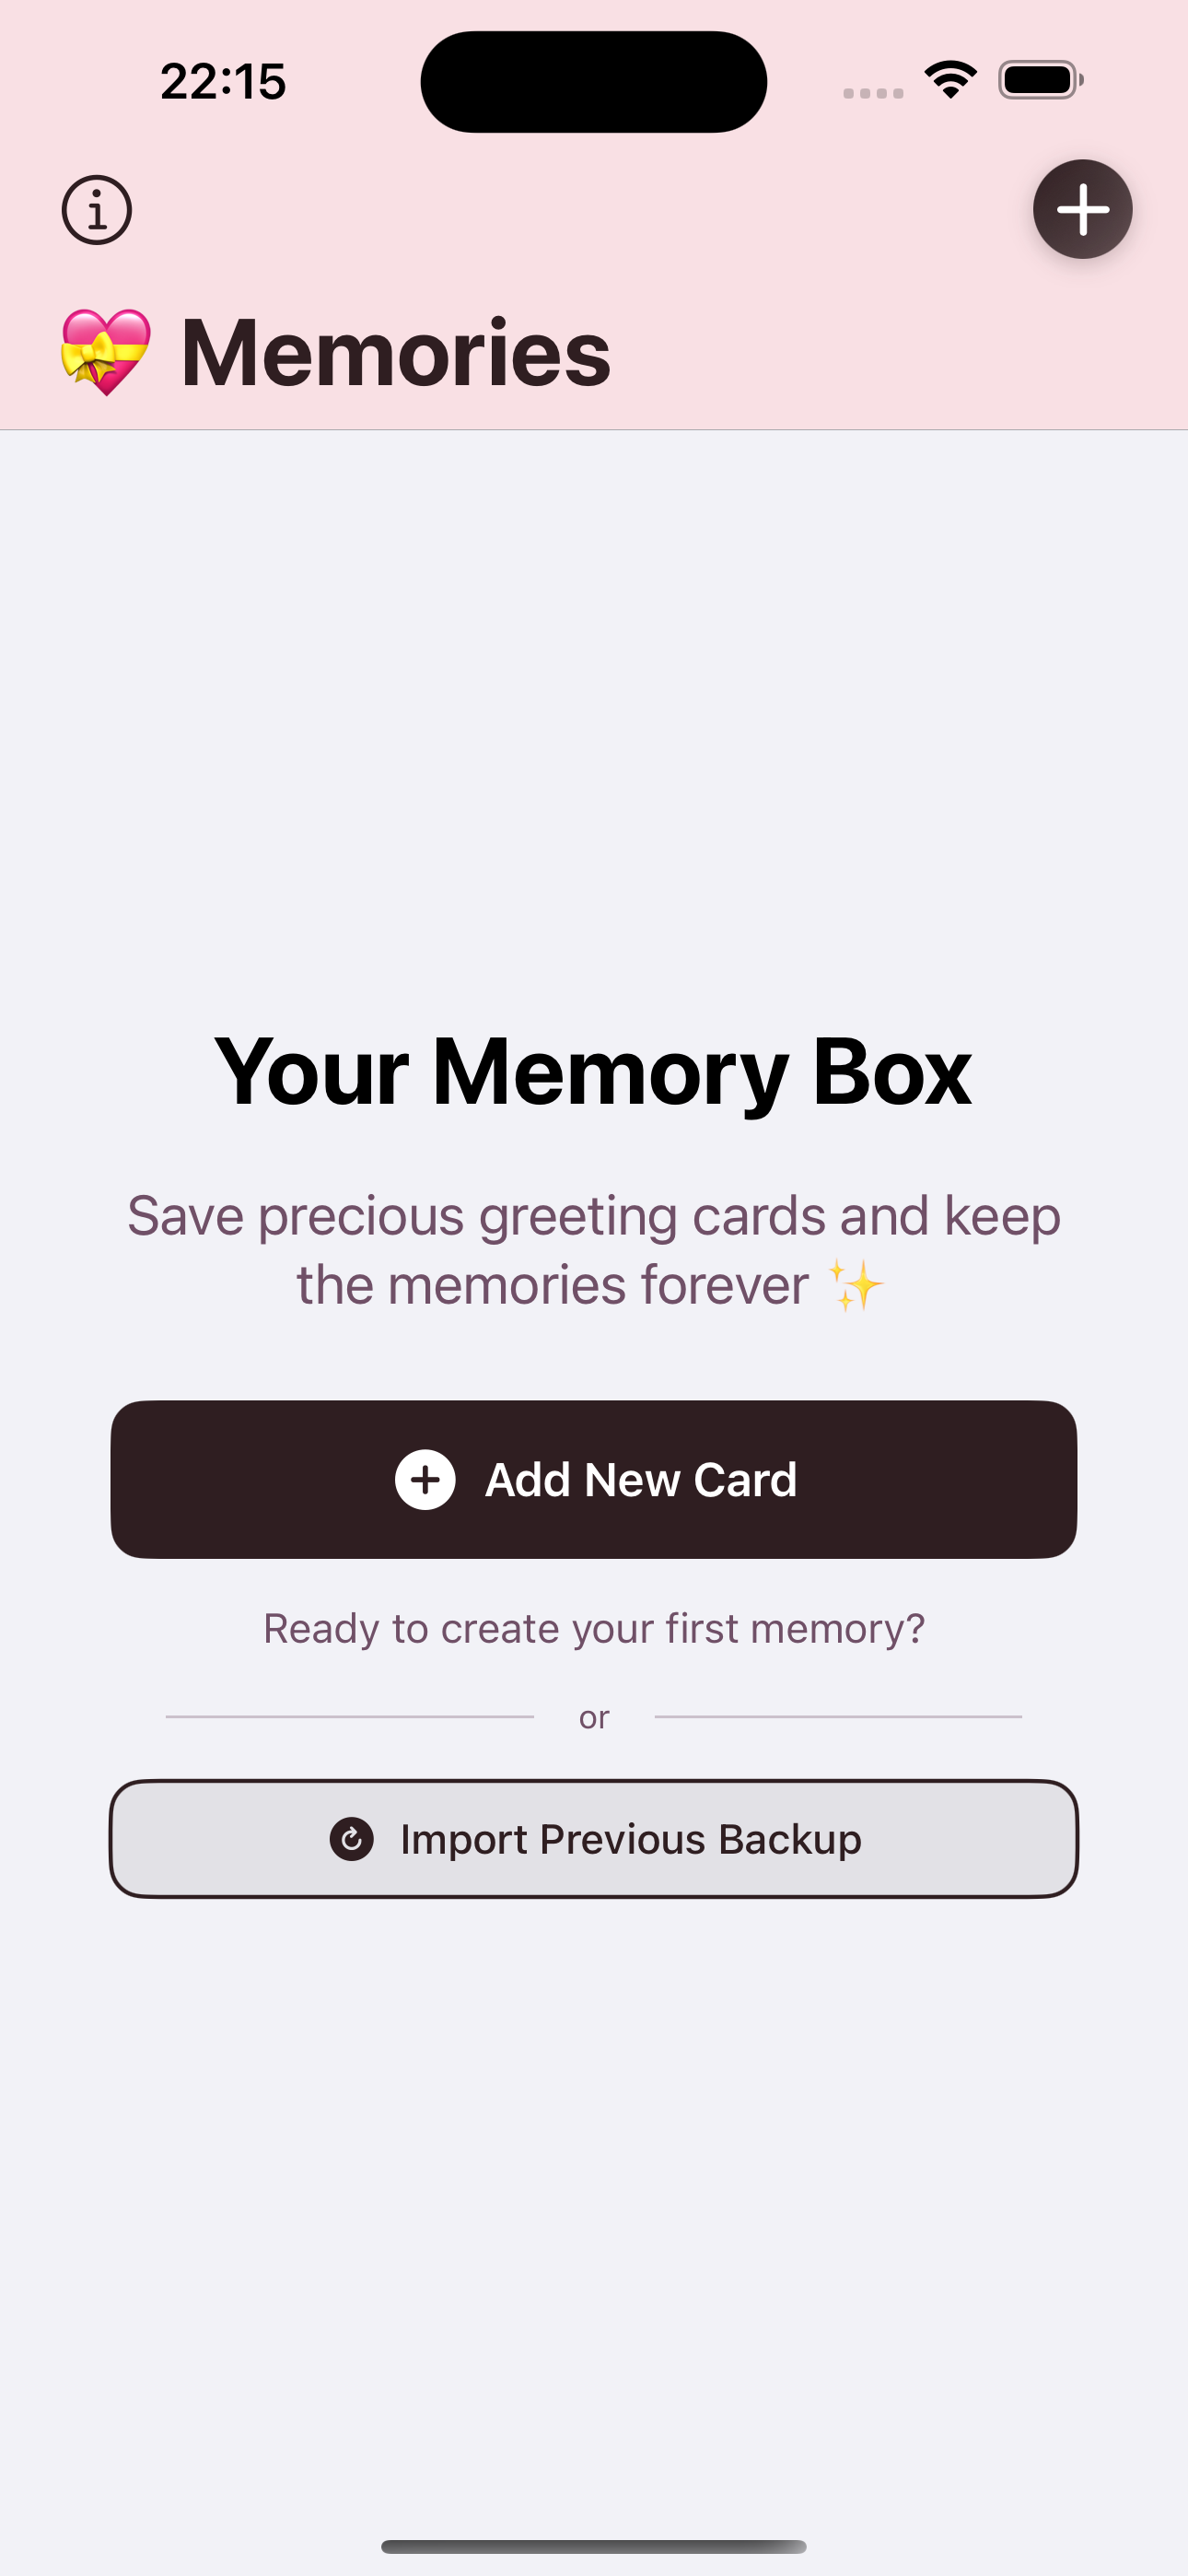 22:15
💝 Memories
Your Memory Box
Save precious greeting cards and keep
the memories forever ✨
Add New Card
Ready to create your first memory?
or
Import Previous Backup